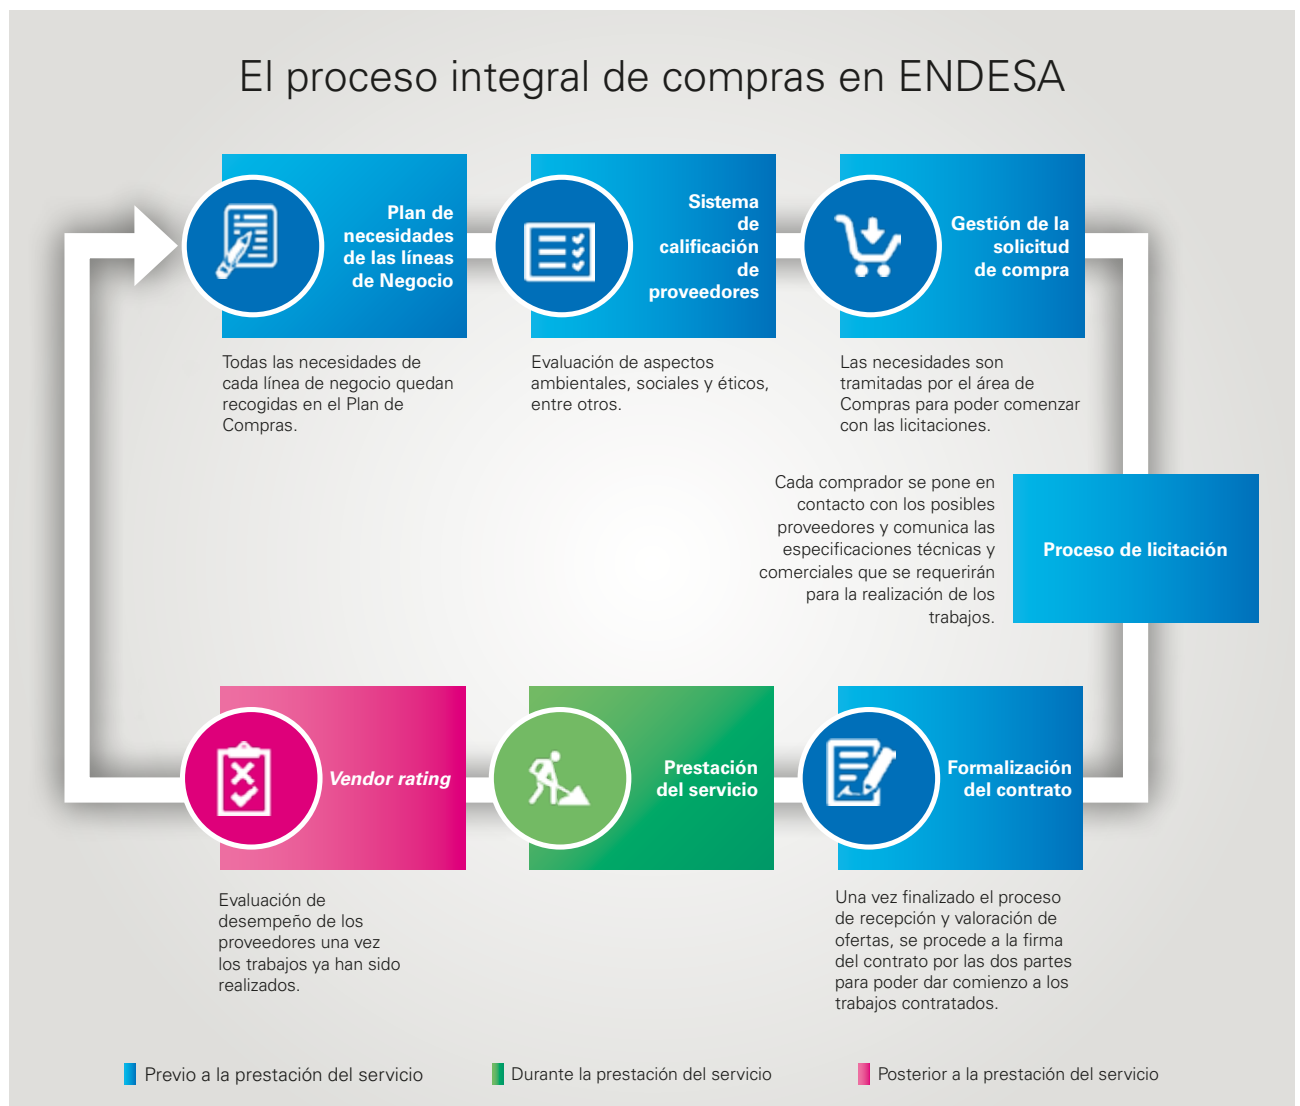 El proceso integral de compras en ENDESA
Plan de
necesidades
de las líneas
de Negocio
Todas las necesidades de
cada línea de negocio quedan
recogidas en el Plan de
Compras.
Sistema
de
calificación
de
proveedores
Evaluación de aspectos
ambientales, sociales y éticos,
entre otros.
Gestión de la
solicitud
de compra
Las necesidades son
tramitadas por el área de
Compras para poder comenzar
con las licitaciones.
Cada comprador se pone en
contacto con los posibles
proveedores y comunica las
especificaciones técnicas y
comerciales que se requerirán
para la realización de los
trabajos.
Proceso de licitación
Formalización
del contrato
Una vez finalizado el proceso
de recepción y valoración de
ofertas, se procede a la firma
del contrato por las dos partes
para poder dar comienzo a los
trabajos contratados.
Prestación
del servicio
Vendor rating
Evaluación de
desempeño de los
proveedores una vez
los trabajos ya han sido
realizados.
Previo a la prestación del servicio
Durante la prestación del servicio
Posterior a la prestación del servicio